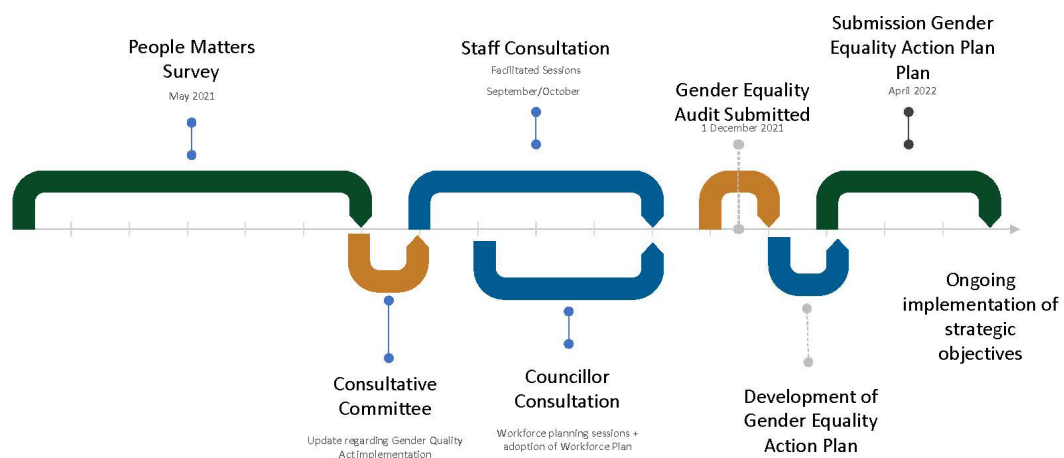 People Matters
Survey
May 2021
Staff Consultation
Facilitated Sessions
September/October
Gender Equality
Audit Submitted
1 December 2021
Submission Gender
Equality Action Plan
Plan
April 2022
Consultative
Committee
Update regarding Gender Quality
Act implementation
Councillor
Consultation
Workforce planning sessions +
adoption of Workforce Plan
Development of
Gender Equality
Action Plan
Ongoing
implementation of
strategic
objectives